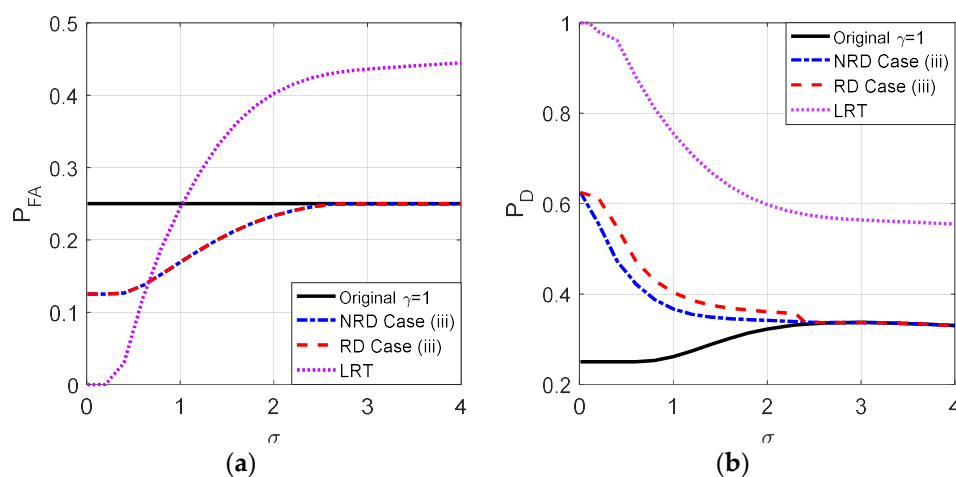 0.5
0.4
0.3
0.2
0.1
0
P_FA
0 1 2 3 4
σ
Original γ=1
NRD Case (iii)
RD Case (iii)
LRT
(a)
1
0.8
0.6
0.4
0.2
P_D
0 1 2 3 4
σ
Original γ=1
NRD Case (iii)
RD Case (iii)
LRT
(b)